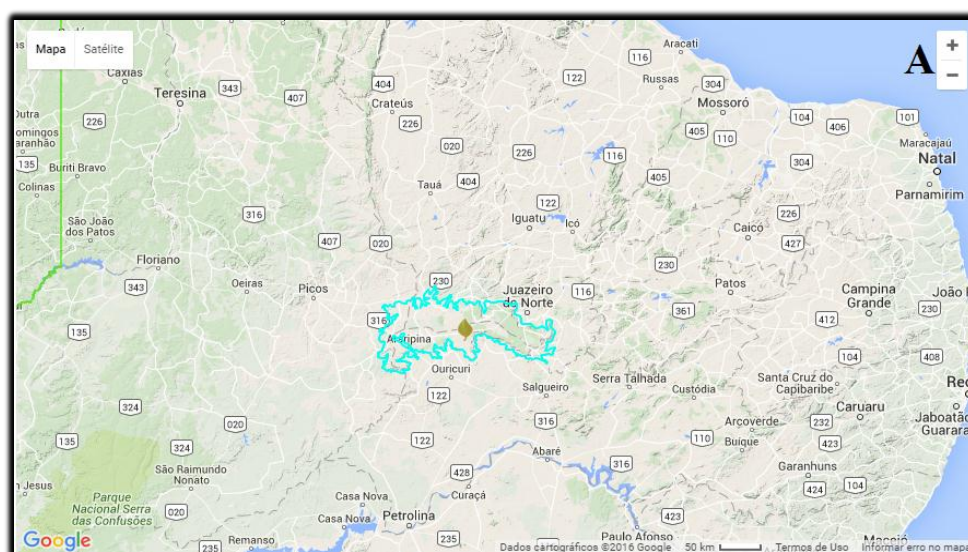 Mapa
Satélite
A
+
−
Aracati
116
122
Russas
304
Caxias
Teresina
343
407
Crateús
Mossoró
226
226
104
101
405
110
406
Maracajaú
Natal
135
Buriti Bravo
Colinas
020
226
116
304
Tauá
404
405
Parnamirim
122
226
São João
dos Patos
316
Iguatu
Icó
Caicó
407
020
427
Floriano
230
343
Oeiras
Picos
230
Juazeiro
do Norte
116
Patos
Campina
Grande
361
230
316
412
135
Araripina
104
408
Ouricuri
Salgueiro
Serra Talhada
Custódia
Santa Cruz do
Capibaribe
122
324
316
Arcoverde
232
Caruaru
020
135
122
Abaré
110
Buíque
423
324
316
428
Garanhuns
São Raimundo
Nonato
Curaçá
424
104
Parque
Nacional Serra
das Confusões
Casa Nova
020
Casa Nova
Petrolina
423
Google
235
Remanso
235
Paulo Afonso
Dados cartográficos ©2016 Google
50 km
Termos de Uso
Informar erro no mapa